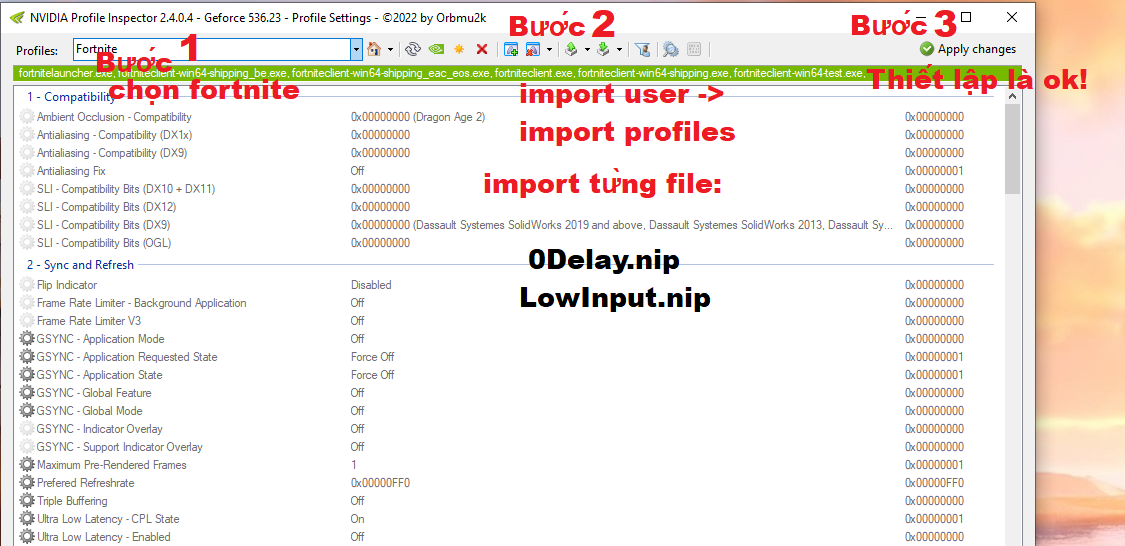 NVIDIA Profile Inspector 2.4.0.4 - Geforce 536.23 - Profile Settings - ©2022 by Orbmu2k
Bước 2
Bước 3
Profiles: Fortnite
Apply changes
Bước 1
fortnitelauncher.exe, fortniteclient-win64-shipping_be.exe, fortniteclient-win64-shipping_eac_eos.exe, fortniteclient.exe, fortniteclient-win64-shipping.exe, fortniteclient-win64-test.exe,
Thiết lập là ok!
chọn fortnite
import user ->
import profiles
import từng file:
0Delay.nip
LowInput.nip
1 - Compatibility
Ambient Occlusion - Compatibility 0x00000000 (Dragon Age 2) 0x00000000
Antialiasing - Compatibility (DX1x) 0x00000000 0x00000000
Antialiasing - Compatibility (DX9) 0x00000000 0x00000000
Antialiasing Fix Off 0x00000001
SLI - Compatibility Bits (DX10 + DX11) 0x00000000 0x00000000
SLI - Compatibility Bits (DX12) 0x00000000 0x00000000
SLI - Compatibility Bits (DX9) 0x00000000 (Dassault Systemes SolidWorks 2019 and above, Dassault Systemes SolidWorks 2013, Dassault Sy... 0x00000000
SLI - Compatibility Bits (OGL) 0x00000000 0x00000000
2 - Sync and Refresh
Flip Indicator Disabled 0x00000000
Frame Rate Limiter - Background Application Off 0x00000000
Frame Rate Limiter V3 Off 0x00000000
GSYNC - Application Mode Off 0x00000000
GSYNC - Application Requested State Force Off 0x00000001
GSYNC - Application State Force Off 0x00000001
GSYNC - Global Feature Off 0x00000000
GSYNC - Global Mode Off 0x00000000
GSYNC - Indicator Overlay Off 0x00000000
GSYNC - Support Indicator Overlay Off 0x00000000
Maximum Pre-Rendered Frames 1 0x00000001
Prefered Refreshrate 0x00000FF0 0x00000FF0
Triple Buffering Off 0x00000000
Ultra Low Latency - CPL State On 0x00000001
Ultra Low Latency - Enabled Off 0x00000000